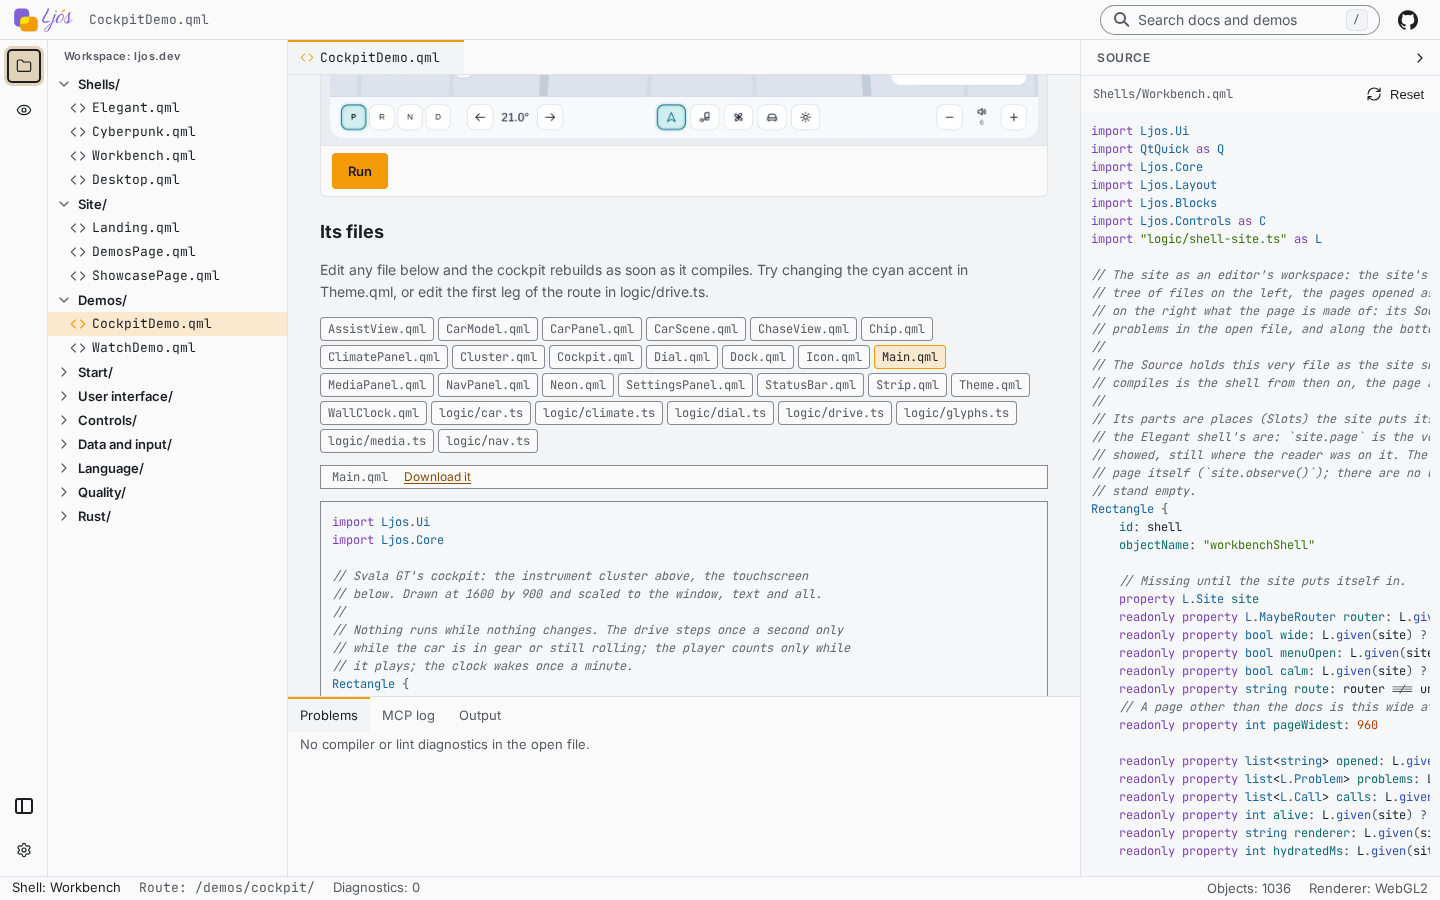 Ljós CockpitDemo.qml Search docs and demos /
Workspace: ljos.dev
Shells/
Elegant.qml
Cyberpunk.qml
Workbench.qml
Desktop.qml
Site/
Landing.qml
DemosPage.qml
ShowcasePage.qml
Demos/
CockpitDemo.qml
WatchDemo.qml
Start/
User interface/
Controls/
Data and input/
Language/
Quality/
Rust/
CockpitDemo.qml
P R N D 21.0° 6
Run
Its files
Edit any file below and the cockpit rebuilds as soon as it compiles. Try changing the cyan accent in
Theme.qml, or edit the first leg of the route in logic/drive.ts.
AssistView.qml CarModel.qml CarPanel.qml CarScene.qml ChaseView.qml Chip.qml
ClimatePanel.qml Cluster.qml Cockpit.qml Dial.qml Dock.qml Icon.qml Main.qml
MediaPanel.qml NavPanel.qml Neon.qml SettingsPanel.qml StatusBar.qml Strip.qml Theme.qml
WallClock.qml logic/car.ts logic/climate.ts logic/dial.ts logic/drive.ts logic/glyphs.ts
logic/media.ts logic/nav.ts
Main.qml Download it
import Ljos.Ui
import Ljos.Core
// Svala GT's cockpit: the instrument cluster above, the touchscreen
// below. Drawn at 1600 by 900 and scaled to the window, text and all.
//
// Nothing runs while nothing changes. The drive steps once a second only
// while the car is in gear or still rolling; the player counts only while
// it plays; the clock wakes once a minute.
Rectangle {
Problems MCP log Output
No compiler or lint diagnostics in the open file.
SOURCE
Shells/Workbench.qml Reset
import Ljos.Ui
import QtQuick as Q
import Ljos.Core
import Ljos.Layout
import Ljos.Blocks
import Ljos.Controls as C
import "logic/shell-site.ts" as L
// The site as an editor's workspace: the site's
// tree of files on the left, the pages opened as
// on the right what the page is made of: its Sou
// problems in the open file, and along the botto
//
// The Source holds this very file as the site sh
// compiles is the shell from then on, the page a
//
// Its parts are places (Slots) the site puts its
// the Elegant shell's are: `site.page` is the ve
// showed, still where the reader was on it. The
// page itself (`site.observe()`); there are no u
// stand empty.
Rectangle {
id: shell
objectName: "workbenchShell"
// Missing until the site puts itself in.
property L.Site site
readonly property L.MaybeRouter router: L.giv
readonly property bool wide: L.given(site) ?
readonly property bool menuOpen: L.given(site
readonly property bool calm: L.given(site) ?
readonly property string route: router !== un
// A page other than the docs is this wide at
readonly property int pageWidest: 960
readonly property list<string> opened: L.give
readonly property list<L.Problem> problems: L
readonly property list<L.Call> calls: L.given
readonly property int alive: L.given(site) ?
readonly property string renderer: L.given(si
readonly property int hydratedMs: L.given(sit
Shell: Workbench Route: /demos/cockpit/ Diagnostics: 0 Objects: 1036 Renderer: WebGL2